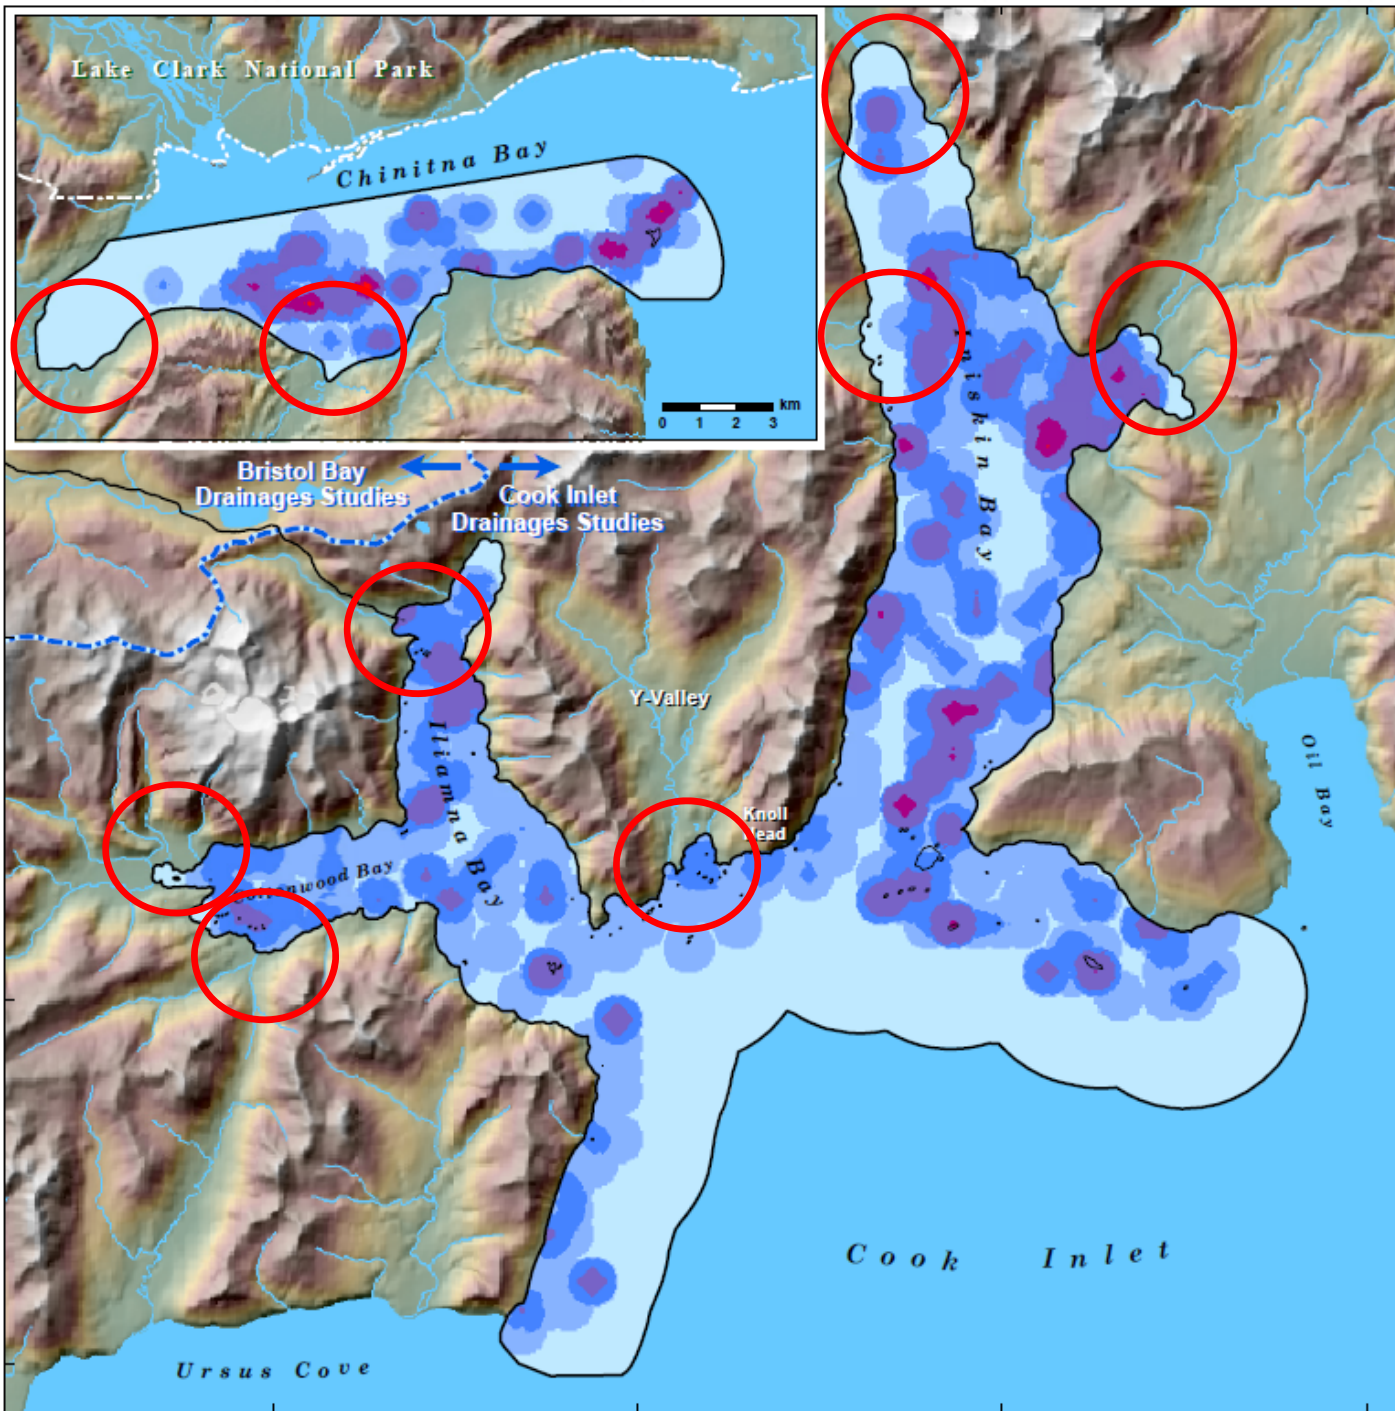 Lake Clark National Park
Chinitna Bay
km
0 1 2 3
Bristol Bay
Drainages Studies
Cook Inlet
Drainages Studies
Iniskin Bay
Y-Valley
Iliamna Bay
Oil Bay
Knoll
Head
Cottonwood Bay
Cook Inlet
Ursus Cove